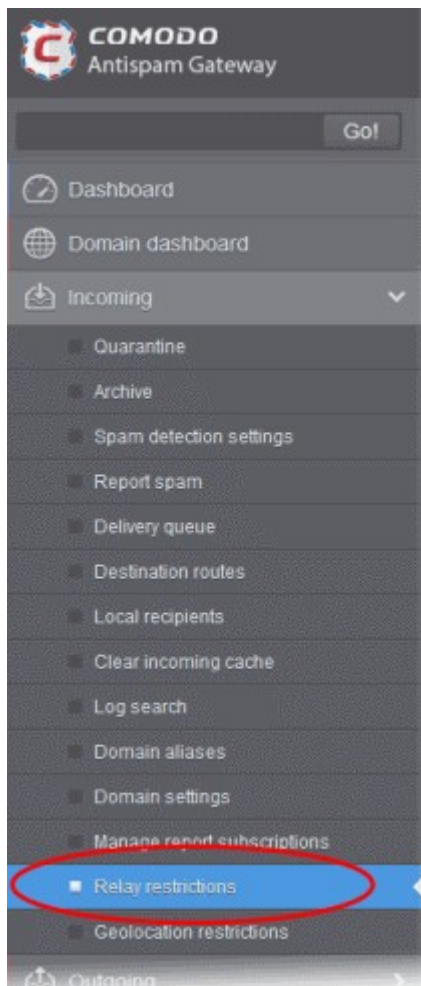 COMODO
Antispam Gateway
Go!
Dashboard
Domain dashboard
Incoming
Quarantine
Archive
Spam detection settings
Report spam
Delivery queue
Destination routes
Local recipients
Clear incoming cache
Log search
Domain aliases
Domain settings
Manage report subscriptions
Relay restrictions
Geolocation restrictions
Outgoing